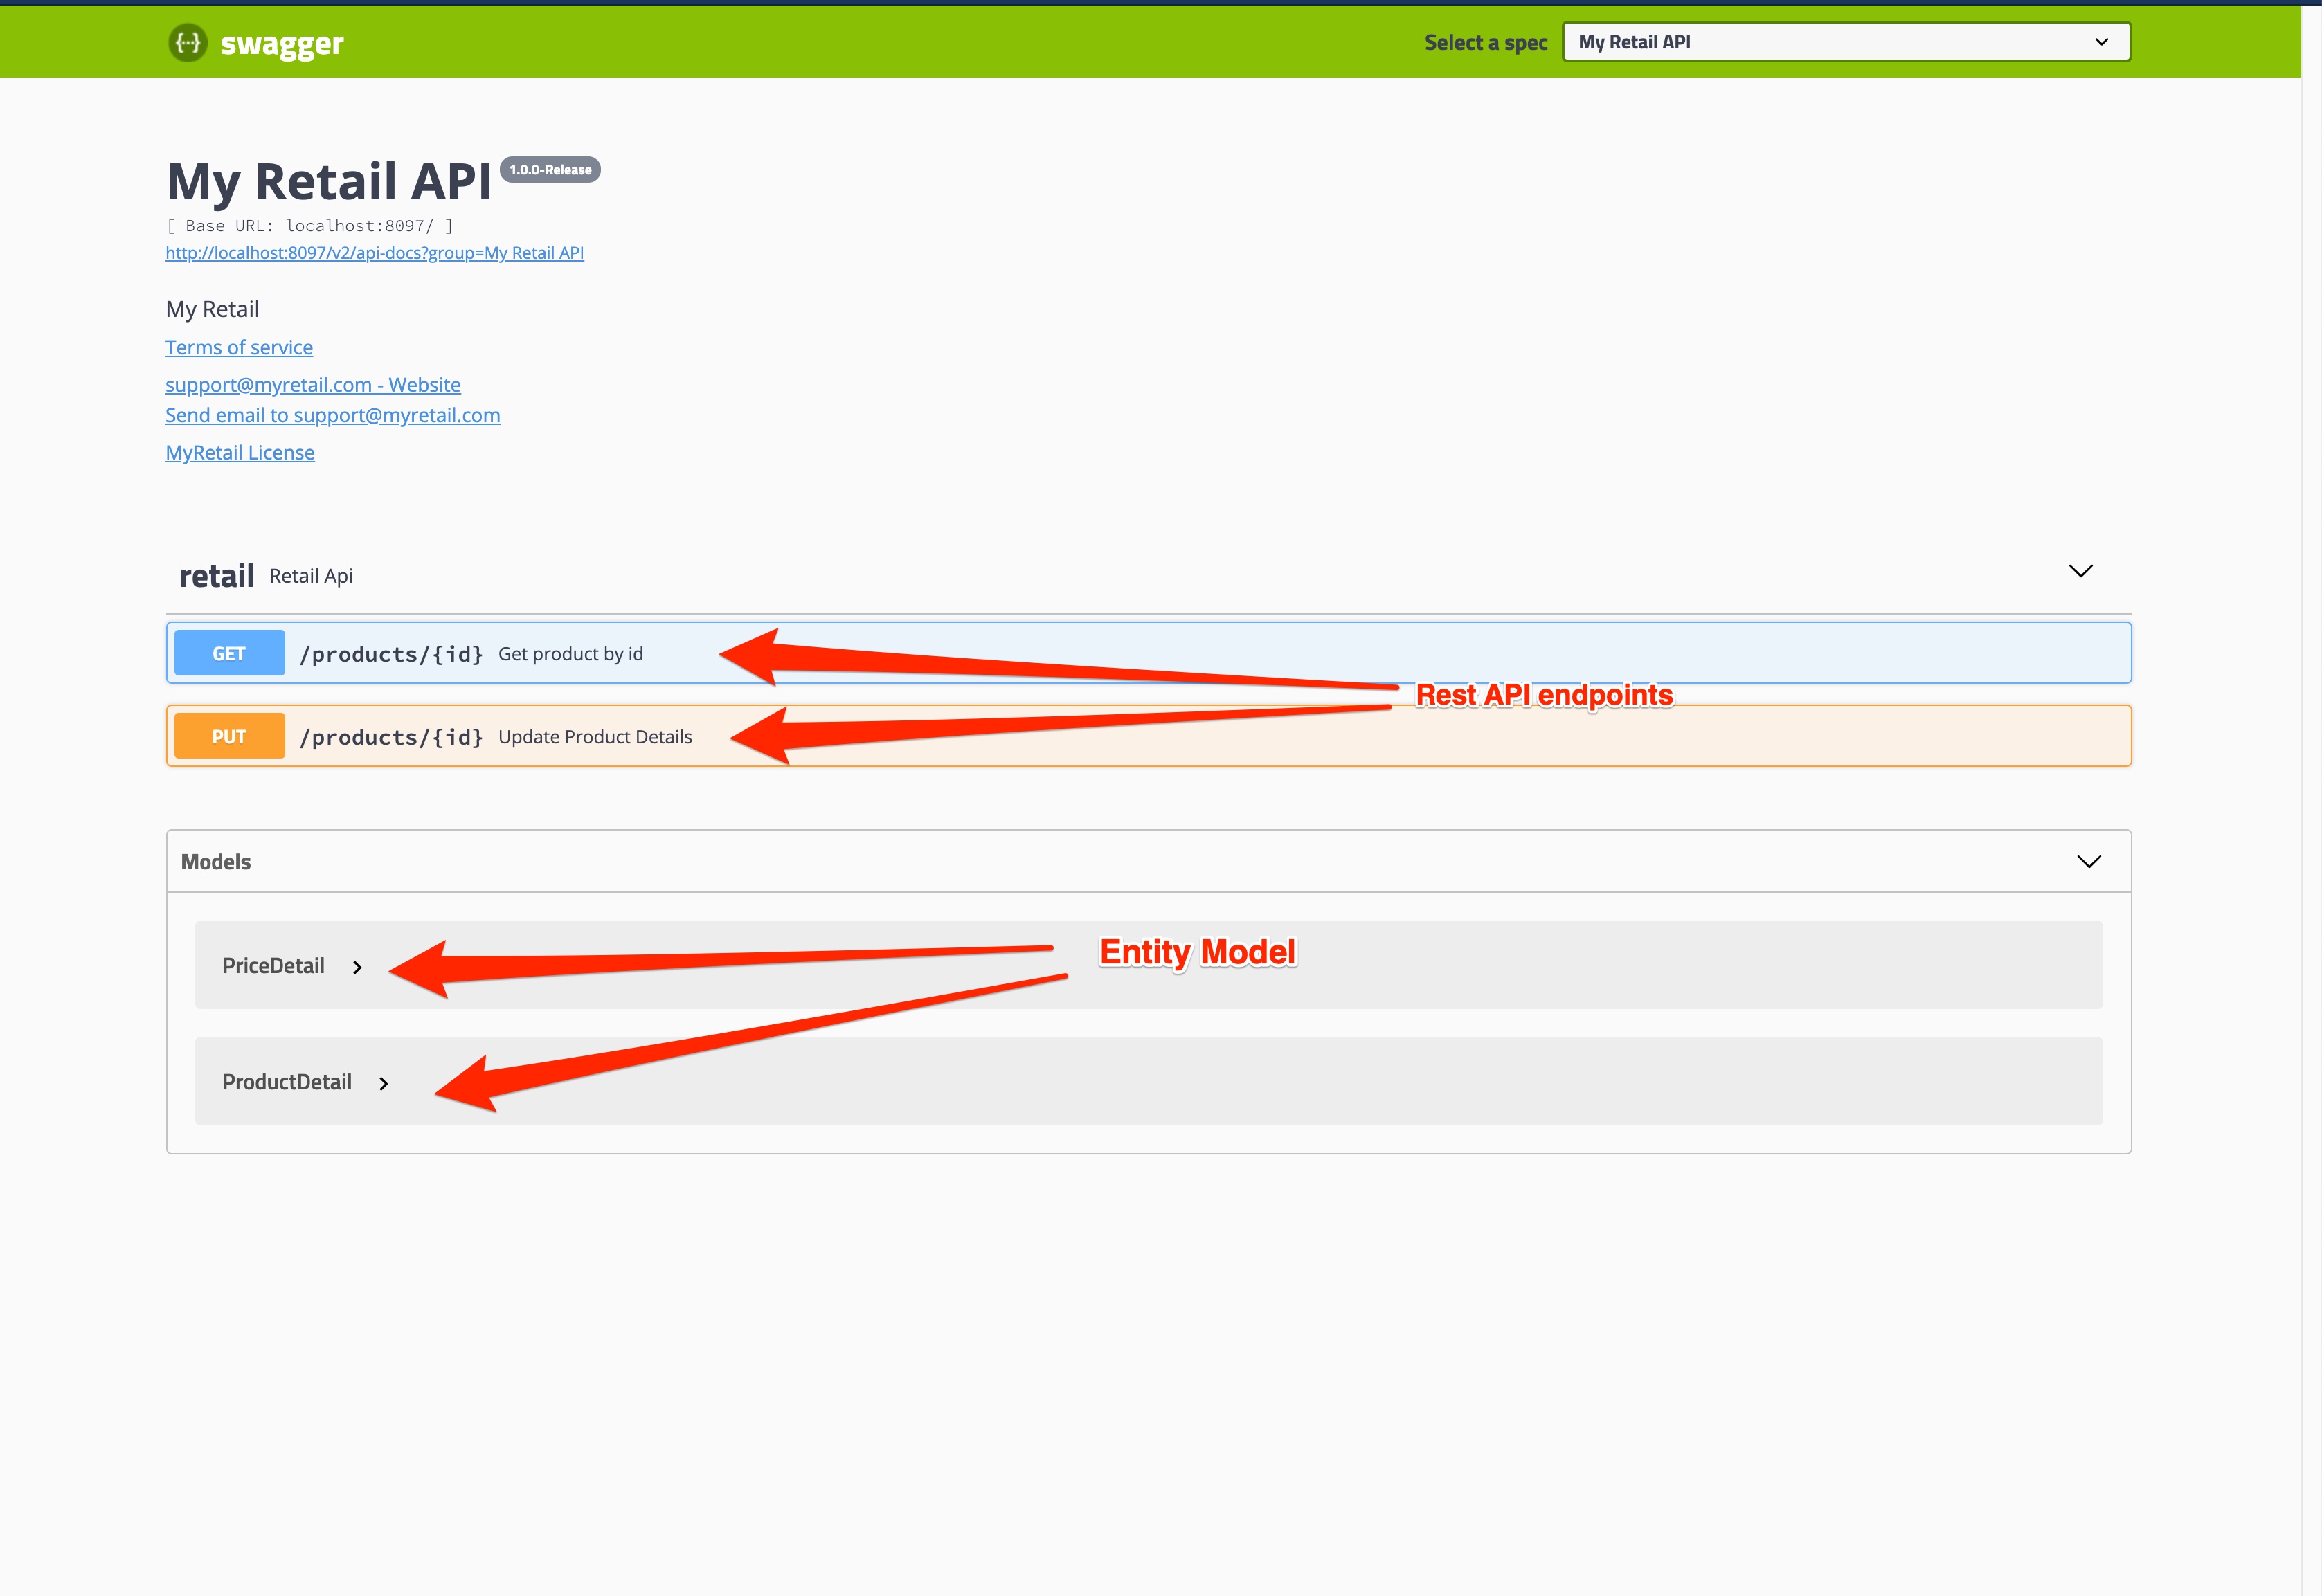 swagger
Select a spec
My Retail API
My Retail API 1.0.0-Release
[ Base URL: localhost:8097/ ]
http://localhost:8097/v2/api-docs?group=My Retail API
My Retail
Terms of service
support@myretail.com - Website
Send email to support@myretail.com
MyRetail License
retail Retail Api
GET /products/{id} Get product by id
Rest API endpoints
PUT /products/{id} Update Product Details
Models
PriceDetail
Entity Model
ProductDetail